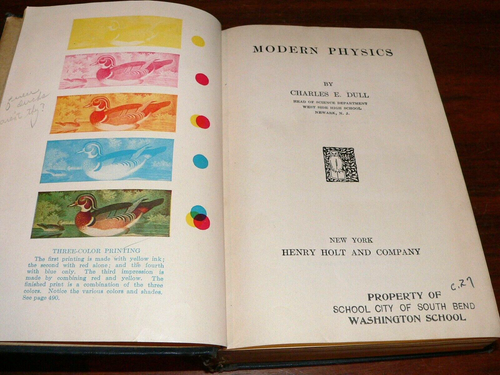 THREE-COLOR PRINTING
The first printing is made with yellow ink;
the second with red alone; and the fourth
with blue only. The third impression is
made by combining red and yellow. The
finished print is a combination of the three
colors. Notice the various colors and shades.
See page 490.
MODERN PHYSICS
BY
CHARLES E. DULL
HEAD OF SCIENCE DEPARTMENT
WEST SIDE HIGH SCHOOL
NEWARK, N. J.
NEW YORK
HENRY HOLT AND COMPANY
c.27
PROPERTY OF
SCHOOL CITY OF SOUTH BEND
WASHINGTON SCHOOL